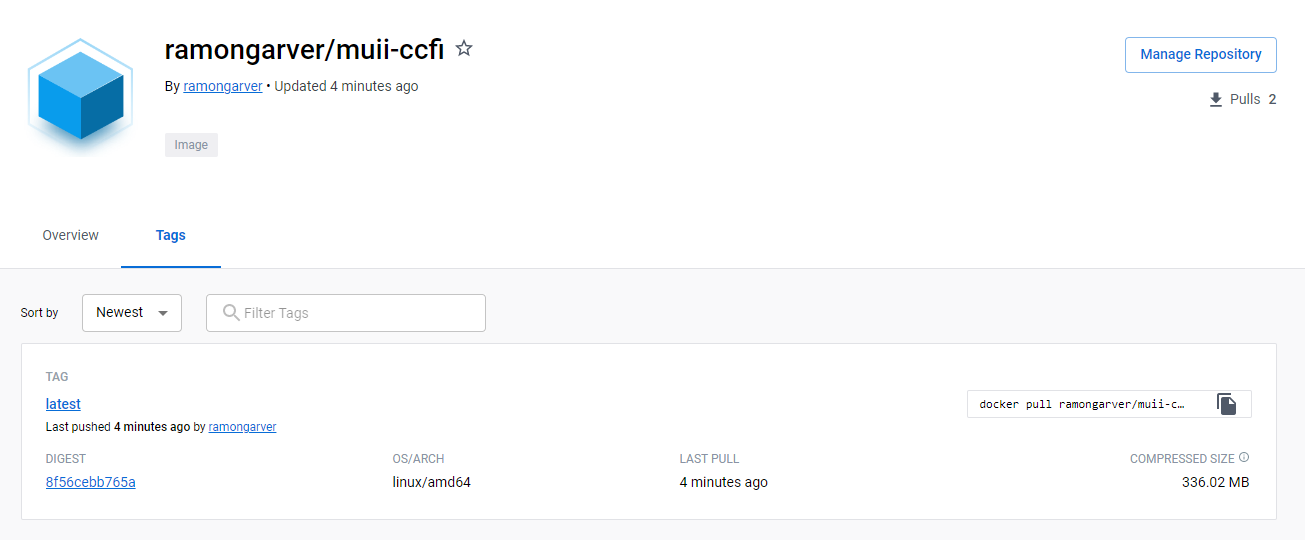 ramongarver/muii-ccfi
Manage Repository
By ramongarver • Updated 4 minutes ago
Pulls 2
Image
Overview Tags
Sort by Newest Filter Tags
TAG
latest
docker pull ramongarver/muii-c…
Last pushed 4 minutes ago by ramongarver
DIGEST OS/ARCH LAST PULL COMPRESSED SIZE
8f56cebb765a linux/amd64 4 minutes ago 336.02 MB